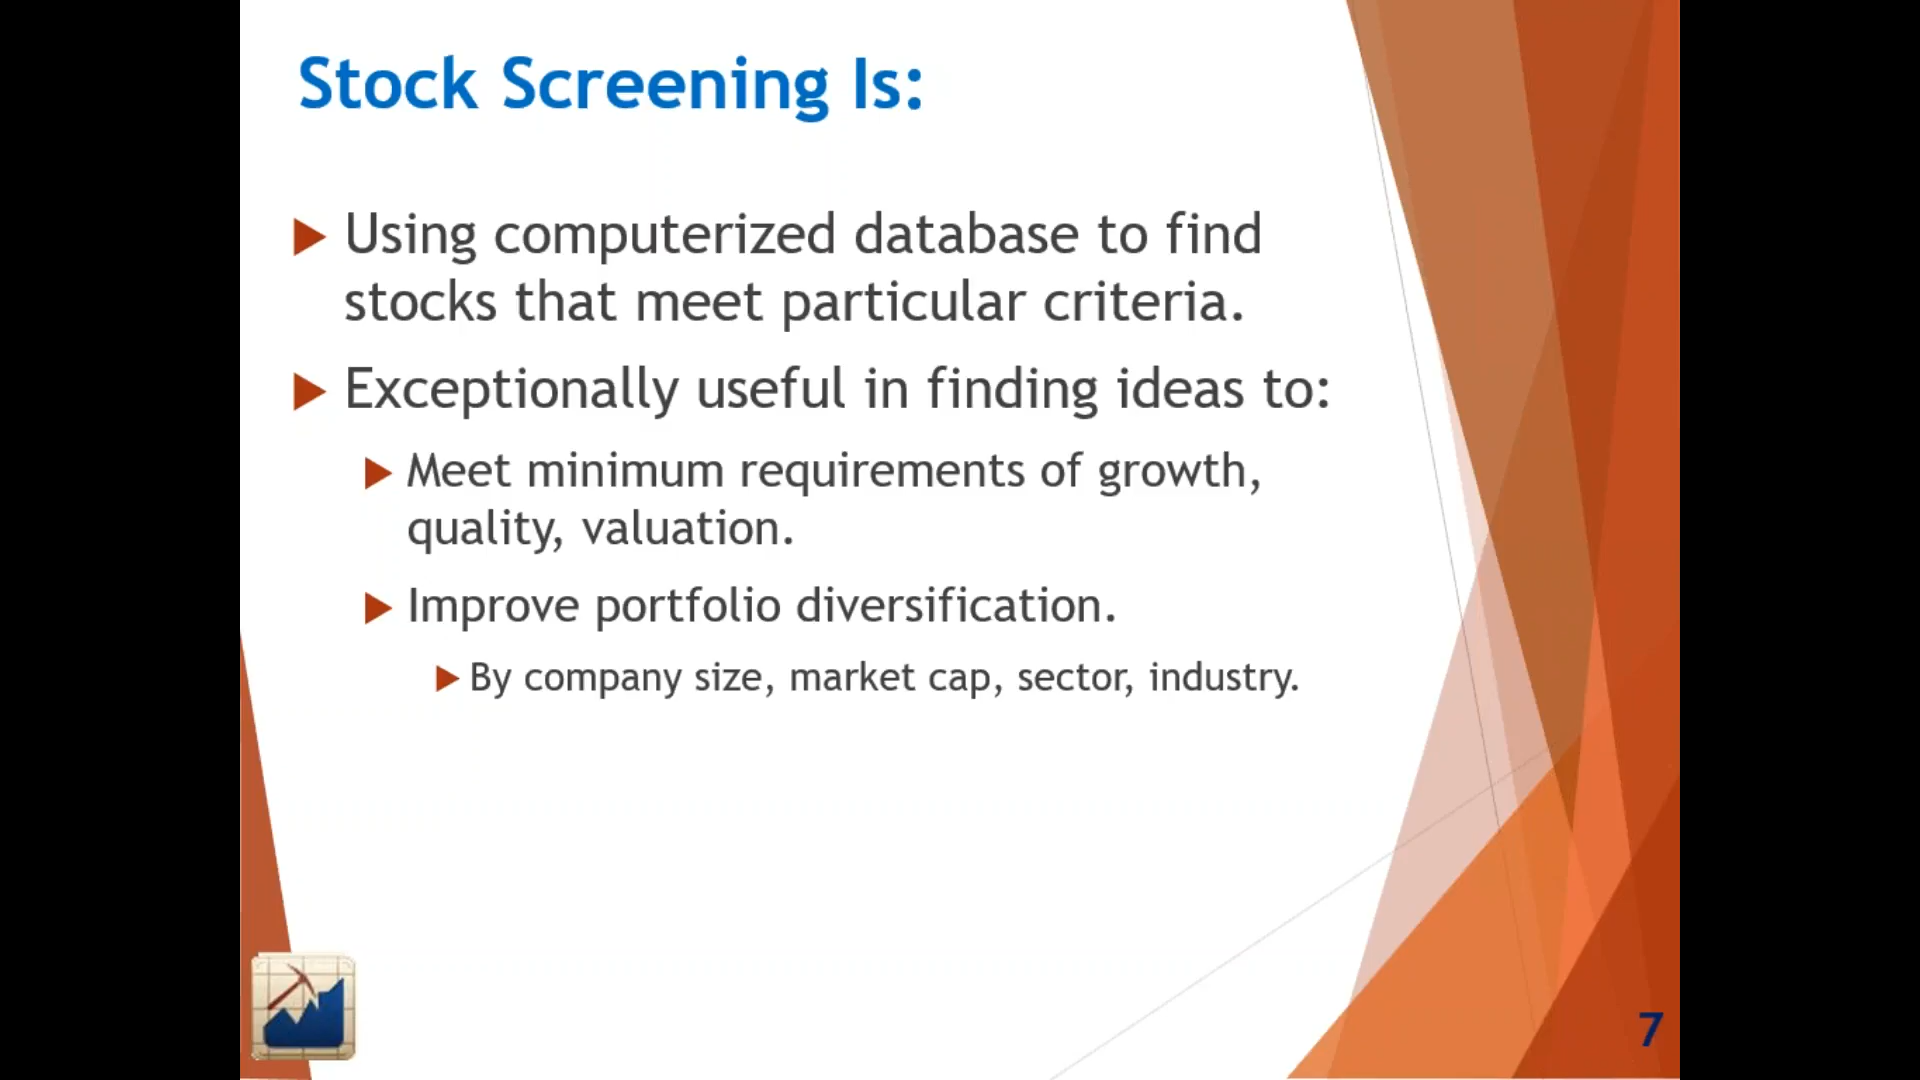 Stock Screening Is:
Using computerized database to find
stocks that meet particular criteria.
Exceptionally useful in finding ideas to:
Meet minimum requirements of growth,
quality, valuation.
Improve portfolio diversification.
By company size, market cap, sector, industry.
7